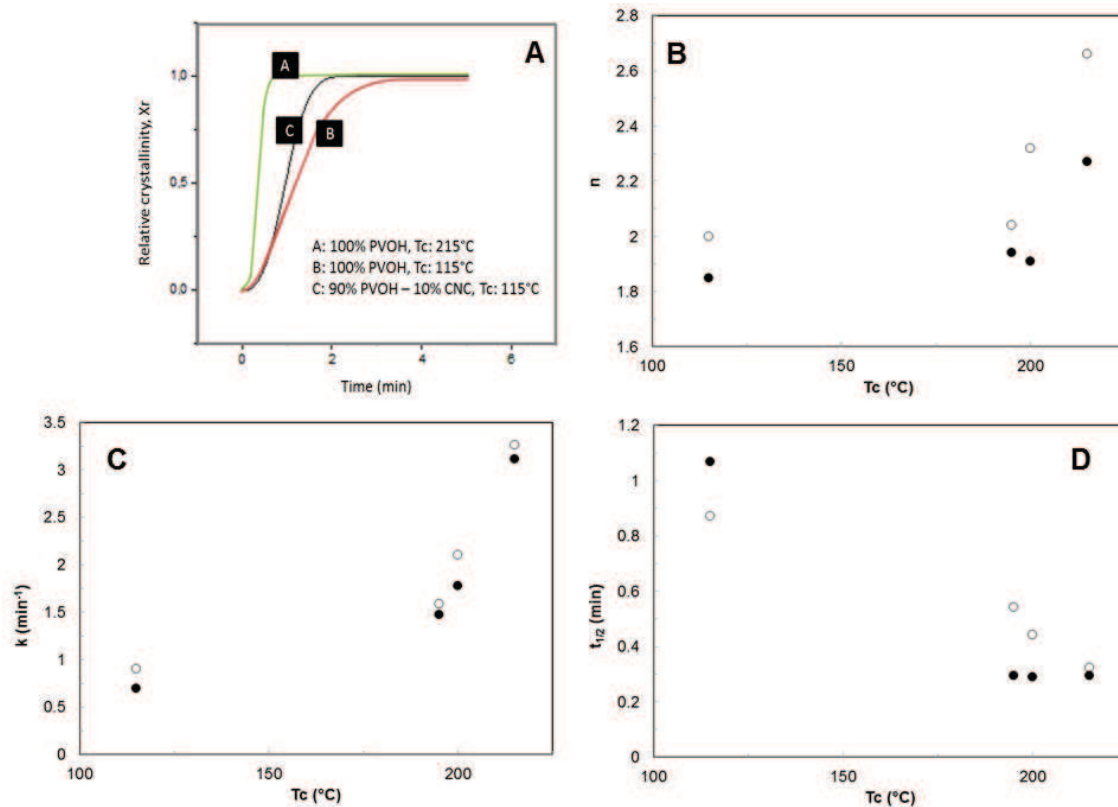 A
A
C
B
Relative crystallinity, Xr
1,0
0,5
0,0
A: 100% PVOH, Tc: 215°C
B: 100% PVOH, Tc: 115°C
C: 90% PVOH – 10% CNC, Tc: 115°C
0
2
4
6
Time (min)
B
n
2.8
2.6
2.4
2.2
2
1.8
1.6
100
150
200
Tc (°C)
C
k (min⁻¹)
3.5
3
2.5
2
1.5
1
0.5
0
100
150
200
Tc (°C)
D
t1/2 (min)
1.2
1
0.8
0.6
0.4
0.2
0
100
150
200
Tc (°C)